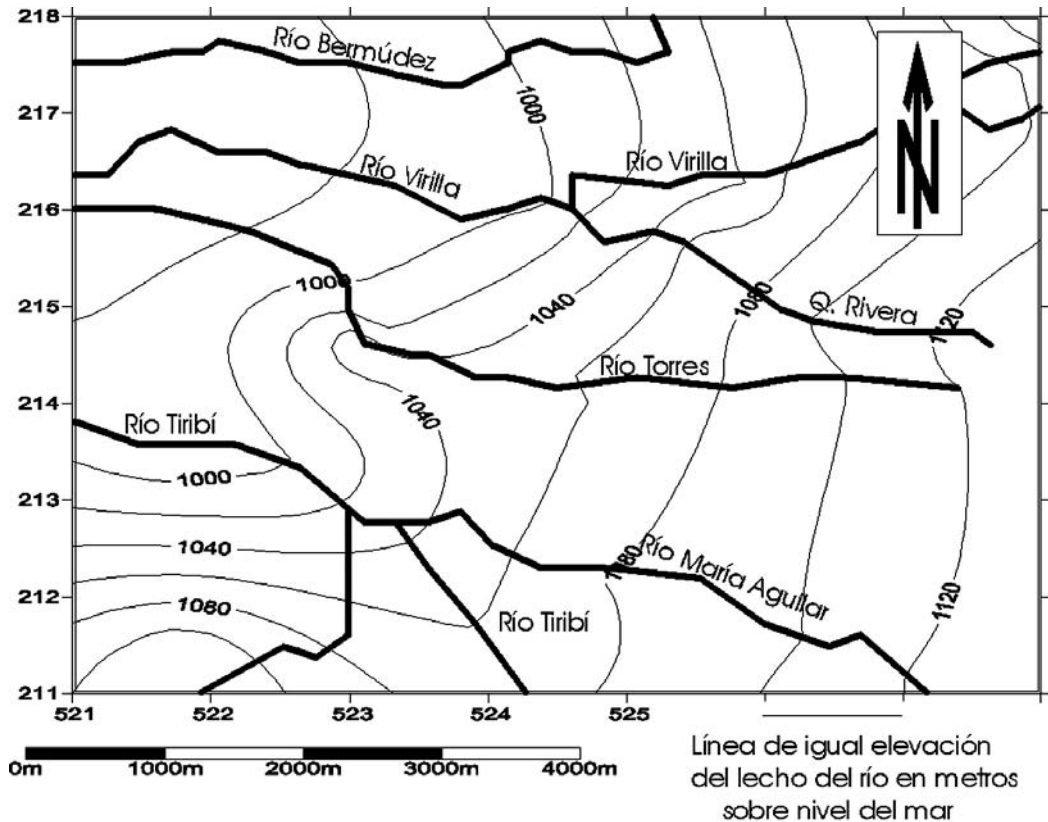 218
217
216
215
214
213
212
211
521
522
523
524
525
Río Bermúdez
1000
Río Virilla
Río Virilla
N
1000
1040
1080
Q. Rivera
1120
Río Torres
Río Tiribí
1040
1000
1040
1080
Río María Aguilar
1080
1120
Río Tiribí
0m
1000m
2000m
3000m
4000m
Línea de igual elevación
del lecho del río en metros
sobre nivel del mar